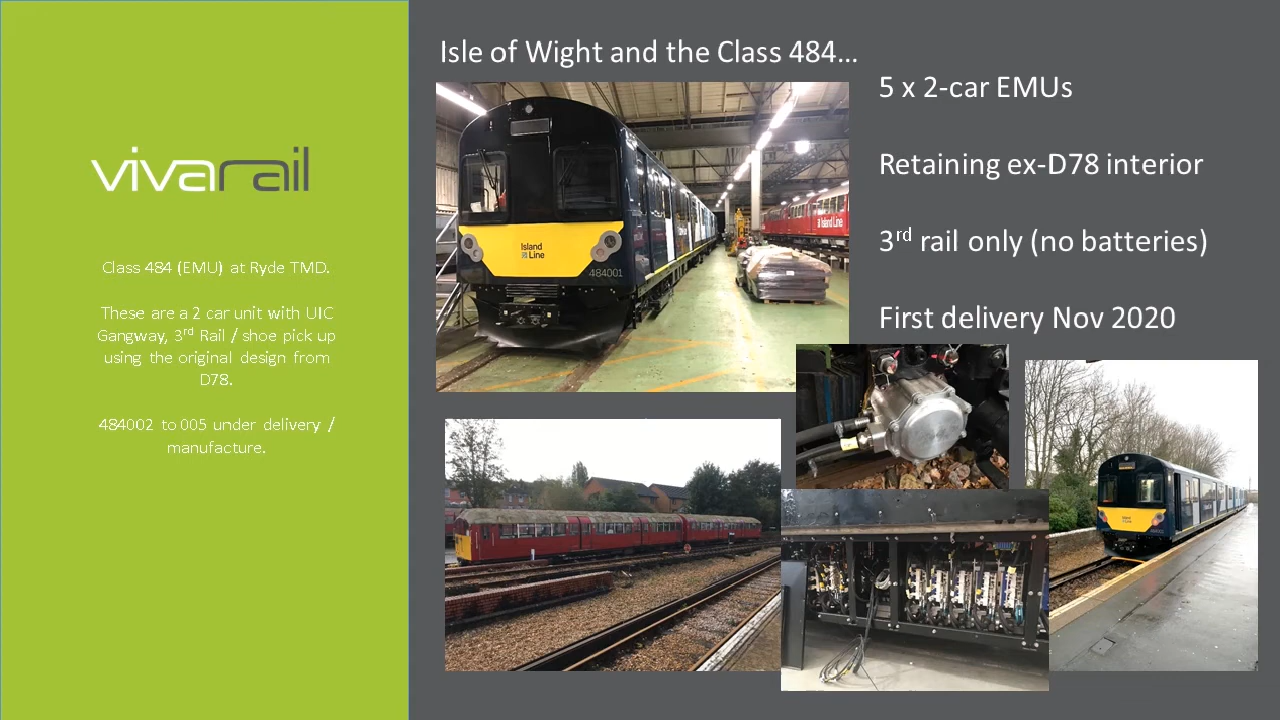 vivarail
Class 484 (EMU) at Ryde TMD.
These are a 2 car unit with UIC
Gangway, 3rd Rail / shoe pick up
using the original design from
D78.
484002 to 005 under delivery /
manufacture.
Isle of Wight and the Class 484…
5 x 2-car EMUs
Retaining ex-D78 interior
3rd rail only (no batteries)
First delivery Nov 2020
Island
Line
484001
Island Line